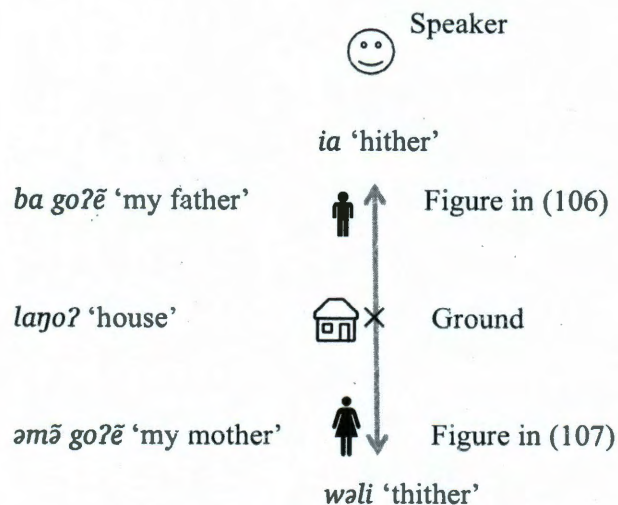 Speaker
ia ‘hither’
ba goʔẽ ‘my father’ Figure in (106)
laŋoʔ ‘house’ Ground
əmə̃ goʔẽ ‘my mother’ Figure in (107)
wəli ‘thither’